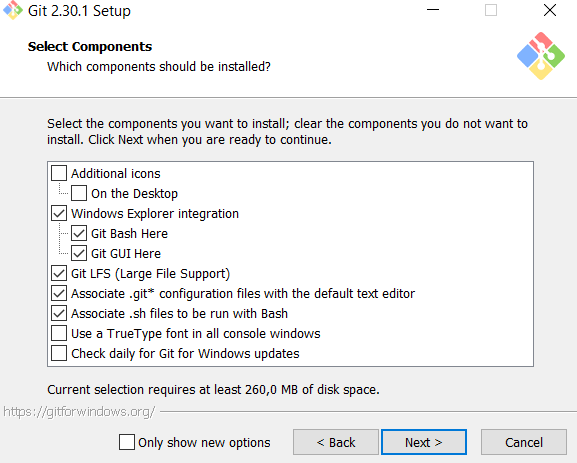 Git 2.30.1 Setup
Select Components
Which components should be installed?
Select the components you want to install; clear the components you do not want to
install. Click Next when you are ready to continue.
Additional icons
On the Desktop
Windows Explorer integration
Git Bash Here
Git GUI Here
Git LFS (Large File Support)
Associate .git* configuration files with the default text editor
Associate .sh files to be run with Bash
Use a TrueType font in all console windows
Check daily for Git for Windows updates
Current selection requires at least 260,0 MB of disk space.
https://gitforwindows.org/
Only show new options
< Back
Next >
Cancel